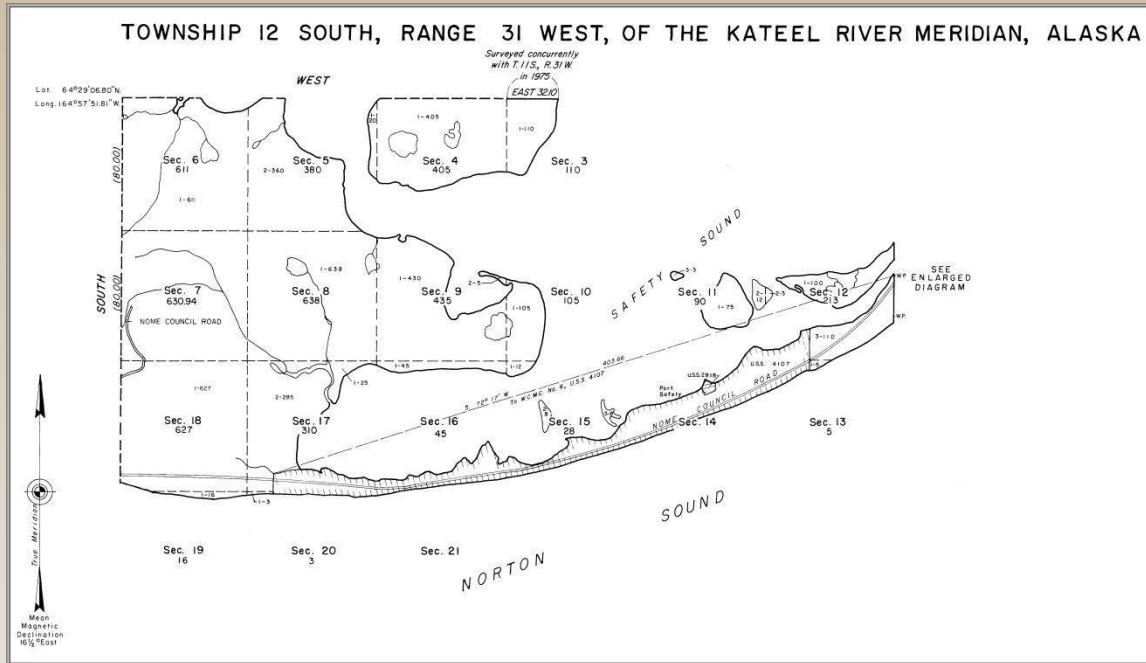 TOWNSHIP 12 SOUTH, RANGE 31 WEST, OF THE KATEEL RIVER MERIDIAN, ALASKA
Surveyed concurrently
with T.11S., R.31W.
in 1975
WEST
EAST 32.10
Lat. 64°29'06.80"N.
Long. 164°57'51.81"W.
(80.00)
1-405
1-110
Sec. 6
611
Sec. 5
380
Sec. 4
405
Sec. 3
110
2-360
1-611
SAFETY SOUND
SOUTH
(80.00)
1-638
1-430
2-5
3-3
1-100
W.P.
SEE
ENLARGED
DIAGRAM
Sec. 7
630.94
Sec. 8
638
Sec. 9
435
Sec. 10
105
Sec. 11
90
Sec. 12
213
2-
12
2-3
1-105
1-75
W.P.
NOME COUNCIL ROAD
3-110
403.66
S. 72°17' W.
To W.C.M.C. No. 6, U.S.S. 4107
1-45
1-12
1-25
U.S.S. 4107
U.S.S. 2918
Port
Safety
1-627
2-285
Sec. 18
627
Sec. 17
310
Sec. 16
45
Sec. 15
28
Sec. 14
Sec. 13
5
NOME COUNCIL ROAD
1-16
1-3
NORTON SOUND
Sec. 19
16
Sec. 20
3
Sec. 21
True Meridian
Mean
Magnetic
Declination
16½° East